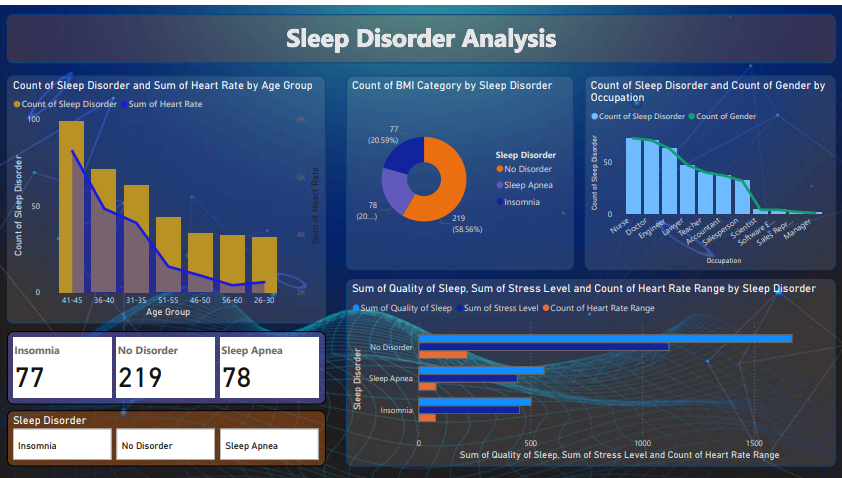 Sleep Disorder Analysis
Count of Sleep Disorder and Sum of Heart Rate by Age Group
Count of Sleep Disorder Sum of Heart Rate
Count of Sleep Disorder
100
50
0
8K
6K
4K
2K
Sum of Heart Rate
41-45 36-40 31-35 51-55 46-50 56-60 26-30
Age Group
Count of BMI Category by Sleep Disorder
77
(20.59%)
78
(20....)
219
(58.56%)
Sleep Disorder
No Disorder
Sleep Apnea
Insomnia
Count of Sleep Disorder and Count of Gender by
Occupation
Count of Sleep Disorder Count of Gender
Count of Sleep Disorder
50
0
Nurse Doctor Engineer Lawyer Teacher Accountant Salesperson Scientist Software E... Sales Repr... Manager
Occupation
Insomnia No Disorder Sleep Apnea
77 219 78
Sleep Disorder
Insomnia No Disorder Sleep Apnea
Sum of Quality of Sleep, Sum of Stress Level and Count of Heart Rate Range by Sleep Disorder
Sum of Quality of Sleep Sum of Stress Level Count of Heart Rate Range
Sleep Disorder
No Disorder
Sleep Apnea
Insomnia
0 500 1000 1500
Sum of Quality of Sleep, Sum of Stress Level and Count of Heart Rate Range